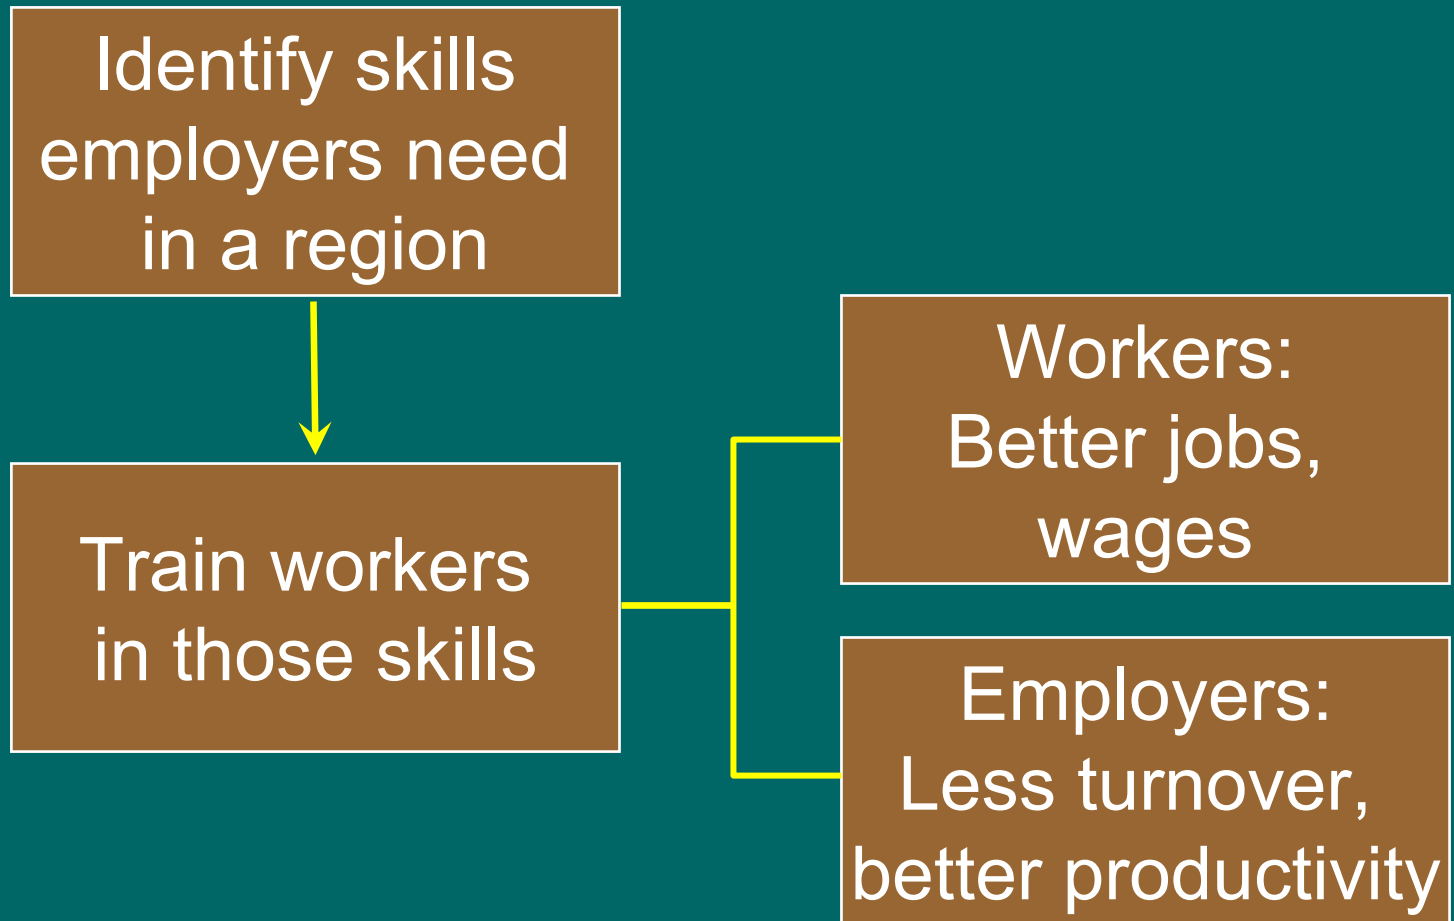 Identify skills
employers need
in a region
Train workers
in those skills
Workers:
Better jobs,
wages
Employers:
Less turnover,
better productivity